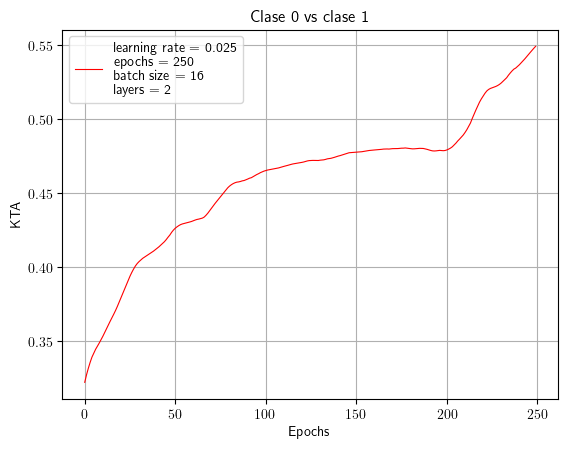 Clase 0 vs clase 1
learning rate = 0.025
epochs = 250
batch size = 16
layers = 2
0.55
0.50
0.45
0.40
0.35
KTA
0 50 100 150 200 250
Epochs